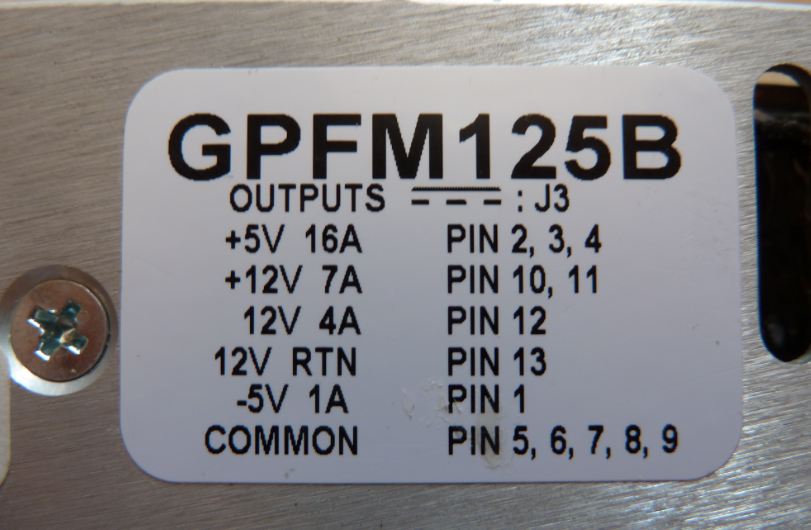 GPFM125B
OUTPUTS ⎓ : J3
+5V 16A PIN 2, 3, 4
+12V 7A PIN 10, 11
12V 4A PIN 12
12V RTN PIN 13
-5V 1A PIN 1
COMMON PIN 5, 6, 7, 8, 9